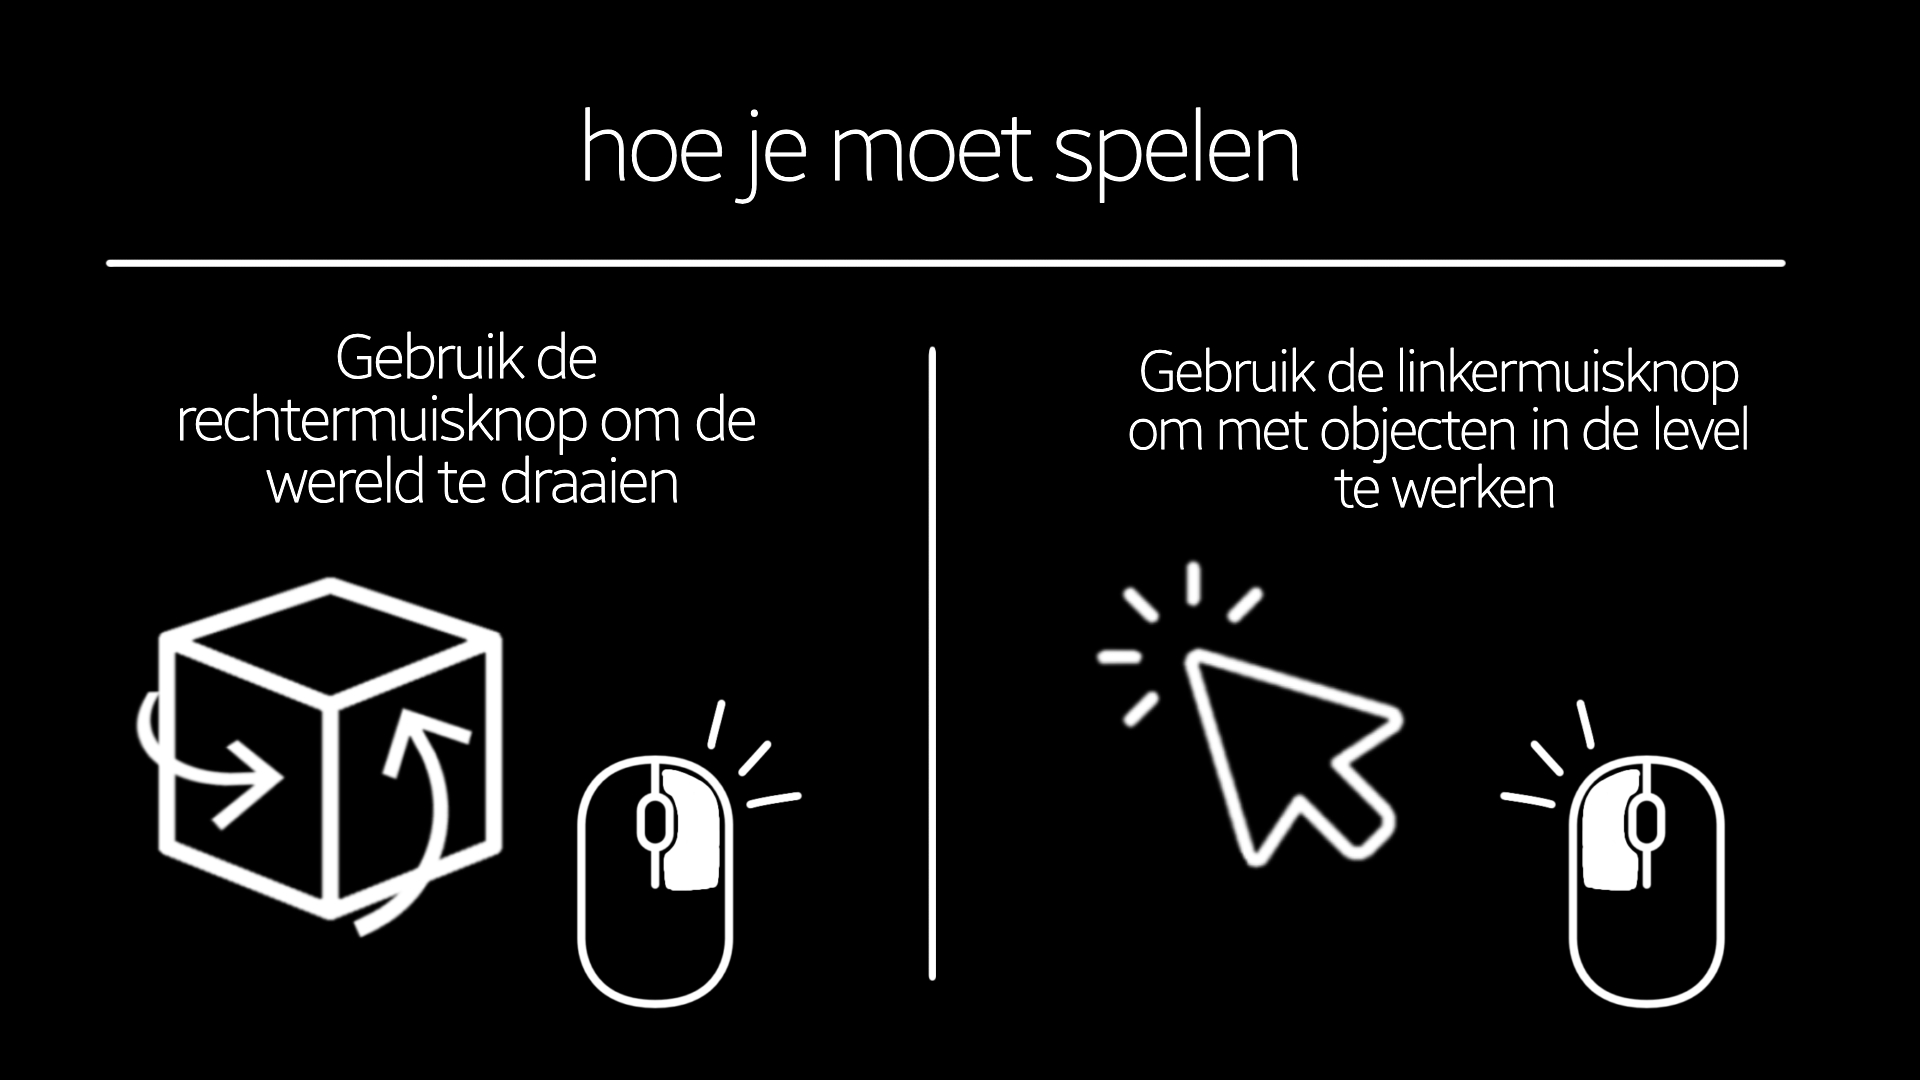 hoe je moet spelen
Gebruik de
rechtermuisknop om de
wereld te draaien
Gebruik de linkermuisknop
om met objecten in de level
te werken